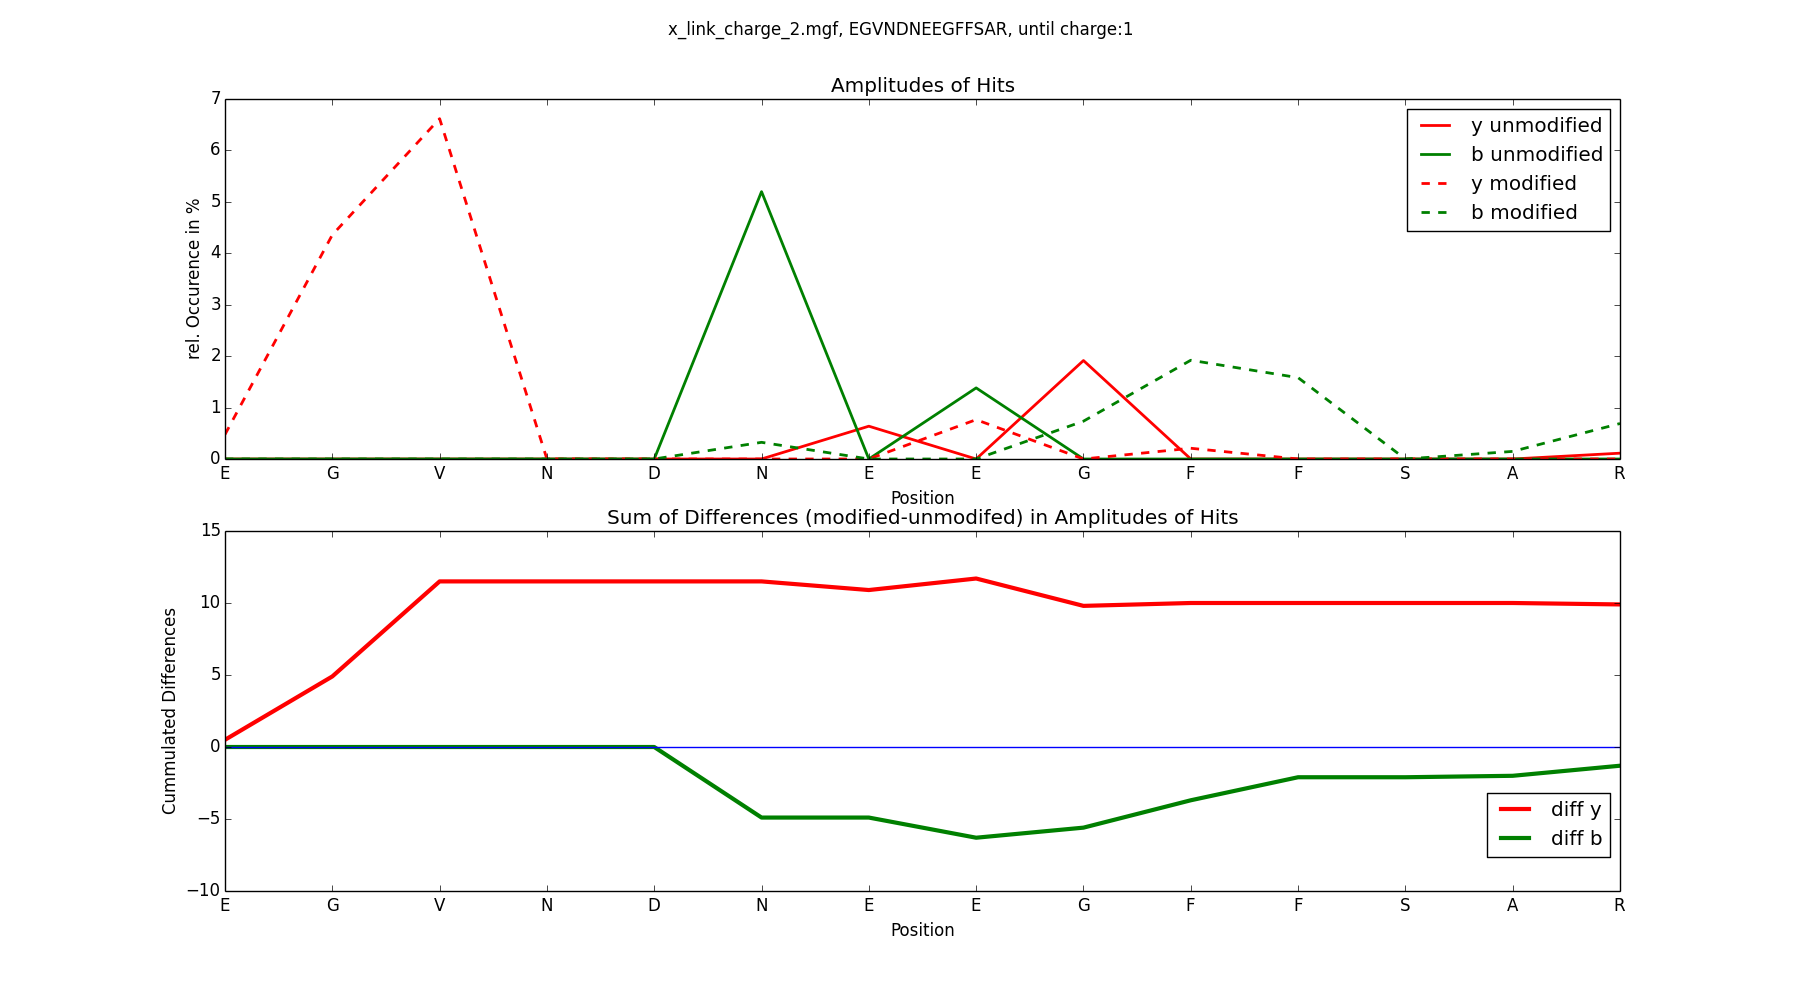 x_link_charge_2.mgf, EGVNDNEEGFFSAR, until charge:1
Amplitudes of Hits
7
6
5
4
3
2
1
0
rel. Occurence in %
y unmodified
b unmodified
y modified
b modified
E G V N D N E E G F F S A R
Position
Sum of Differences (modified-unmodifed) in Amplitudes of Hits
15
10
5
0
−5
−10
Cummulated Differences
diff y
diff b
E G V N D N E E G F F S A R
Position